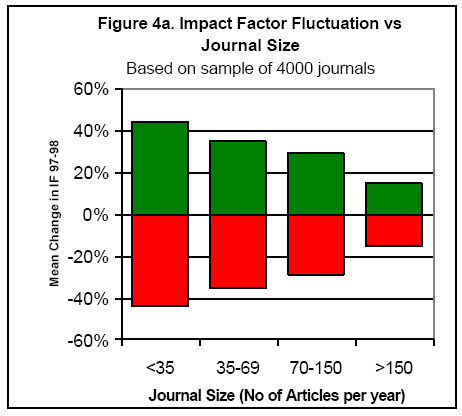 Figure 4a. Impact Factor Fluctuation vs
Journal Size
Based on sample of 4000 journals
60%
40%
20%
0%
-20%
-40%
-60%
Mean Change in IF 97-98
<35 35-69 70-150 >150
Journal Size (No of Articles per year)